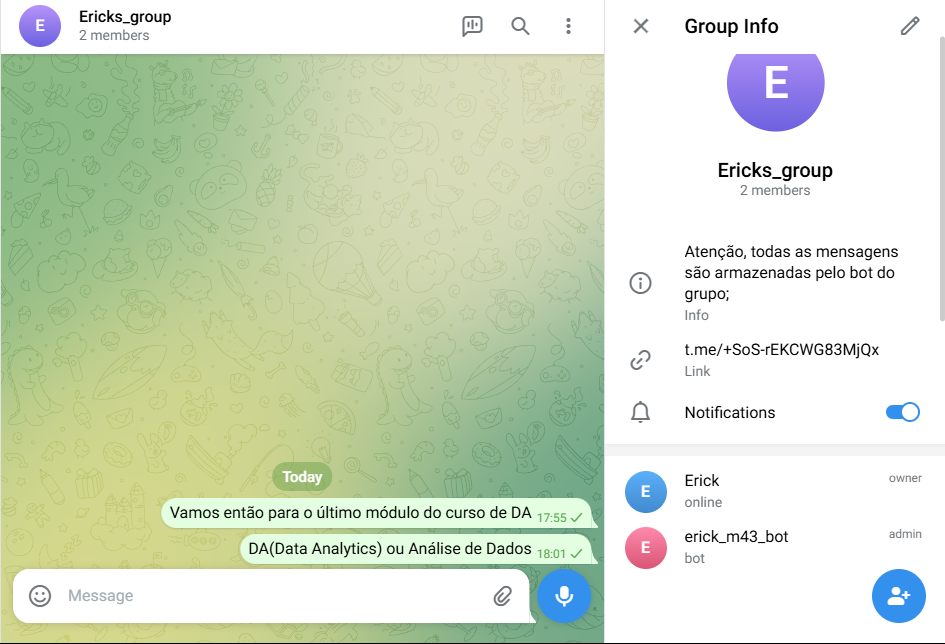 E
Ericks_group
2 members
Today
Vamos então para o último módulo do curso de DA 17:55
DA(Data Analytics) ou Análise de Dados 18:01
Message
Group Info
E
Ericks_group
2 members
Atenção, todas as mensagens
são armazenadas pelo bot do
grupo;
Info
t.me/+SoS-rEKCWG83MjQx
Link
Notifications
E
Erick
owner
online
E
erick_m43_bot
admin
bot